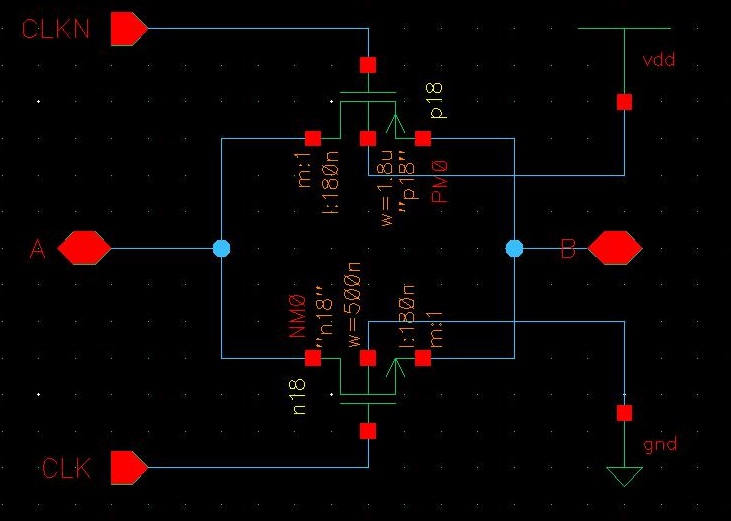 CLKN
vdd
p18
m:1
l:180n
w=1.8u
"p18"
PM0
A
B
NM0
"n18"
w=500n
l:180n
m:1
n18
gnd
CLK